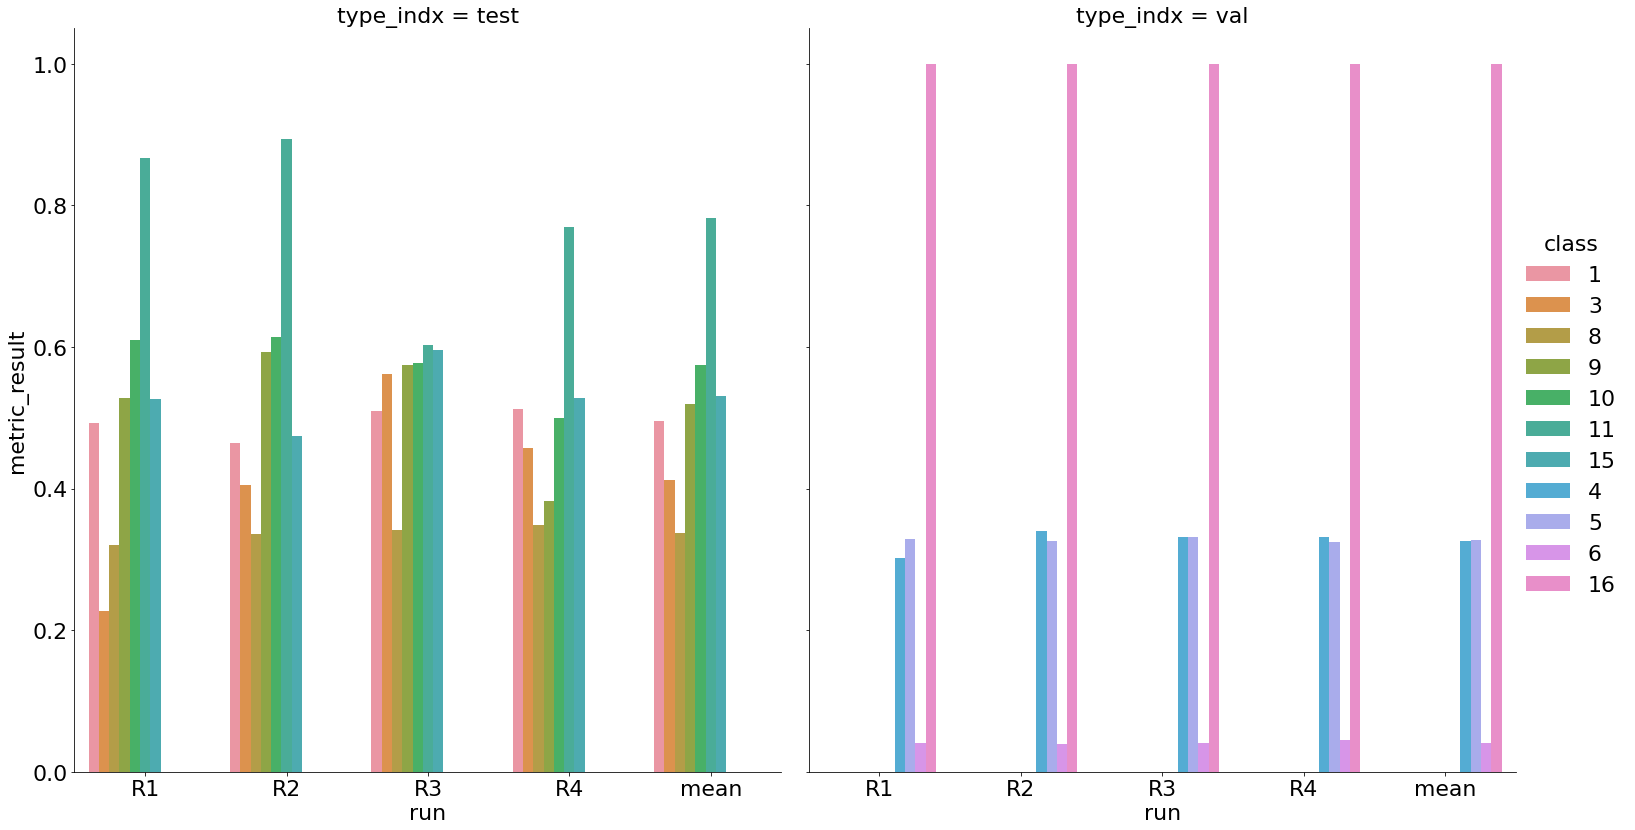 type_indx = test
type_indx = val
metric_result
1.0
0.8
0.6
0.4
0.2
0.0
R1 R2 R3 R4 mean
run
R1 R2 R3 R4 mean
run
class
1
3
8
9
10
11
15
4
5
6
16